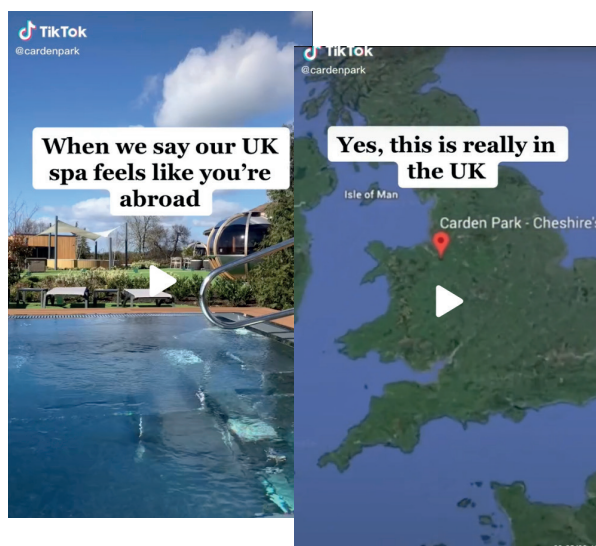 TikTok
@cardenpark
When we say our UK
spa feels like you’re
abroad
TikTok
@cardenpark
Yes, this is really in
the UK
Isle of Man
Carden Park - Cheshire's